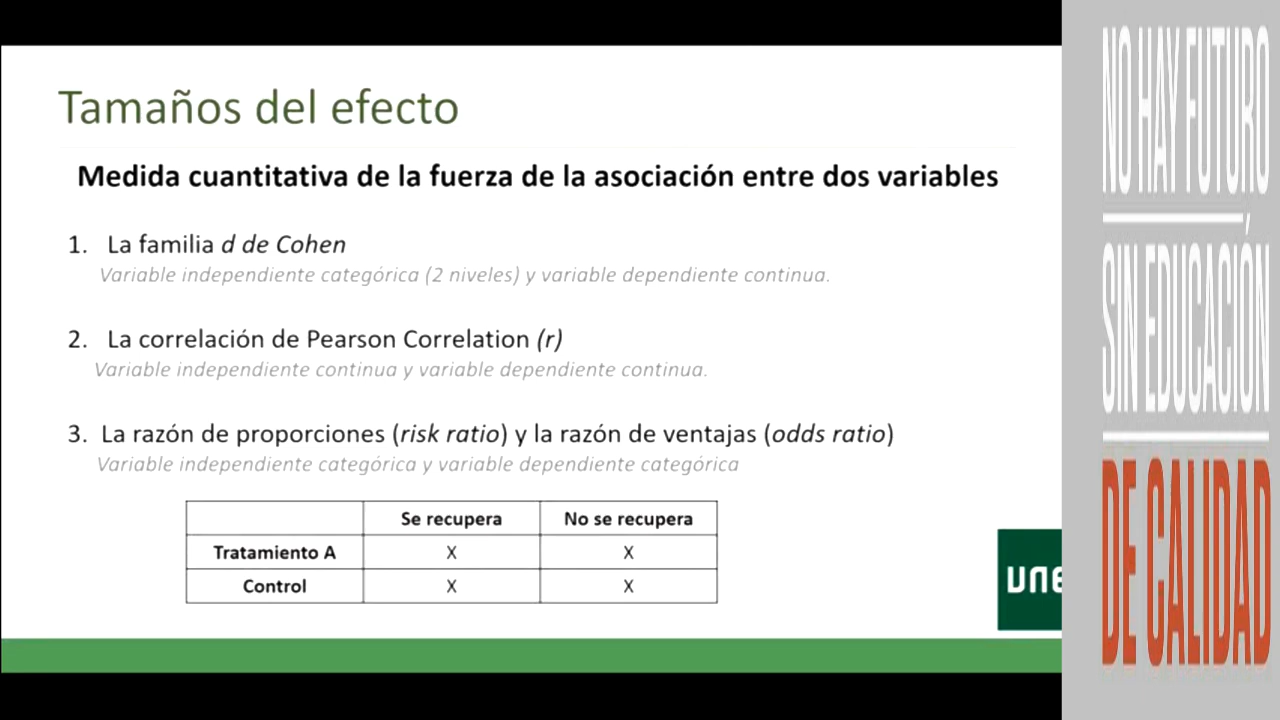 Tamaños del efecto
Medida cuantitativa de la fuerza de la asociación entre dos variables
1. La familia d de Cohen
Variable independiente categórica (2 niveles) y variable dependiente continua.
2. La correlación de Pearson Correlation (r)
Variable independiente continua y variable dependiente continua.
3. La razón de proporciones (risk ratio) y la razón de ventajas (odds ratio)
Variable independiente categórica y variable dependiente categórica
Se recupera No se recupera
Tratamiento A X X
Control X X
UNE
NO HAY FUTURO
SIN EDUCACIÓN
DE CALIDAD